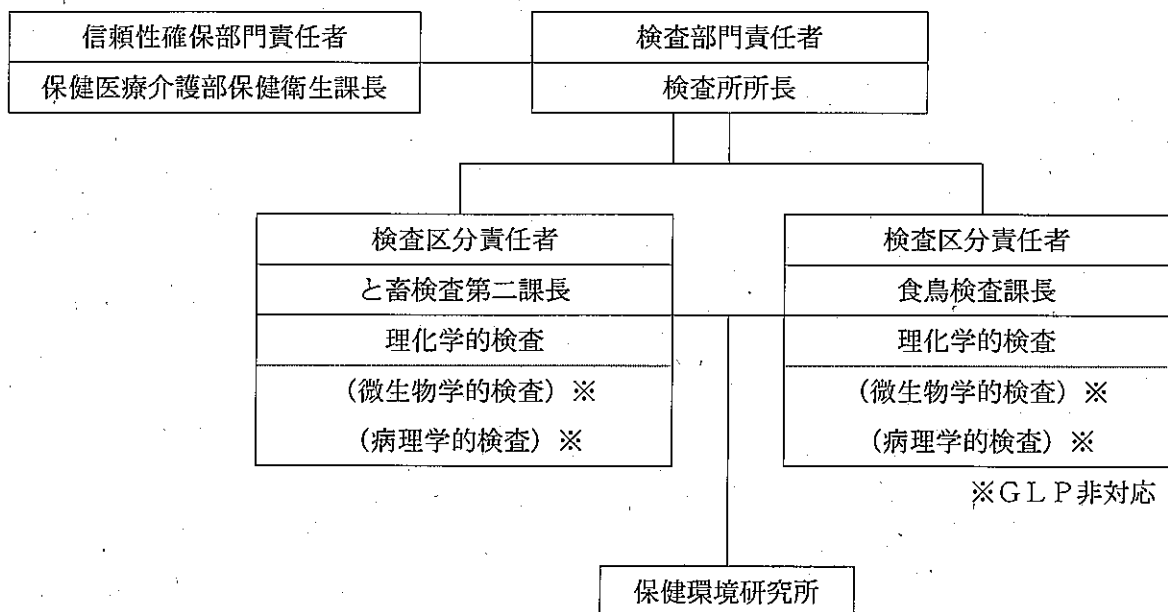 信頼性確保部門責任者
保健医療介護部保健衛生課長
検査部門責任者
検査所所長
検査区分責任者
と畜検査第二課長
理化学的検査
（微生物学的検査）※
（病理学的検査）※
検査区分責任者
食鳥検査課長
理化学的検査
（微生物学的検査）※
（病理学的検査）※
※ＧＬＰ非対応
保健環境研究所